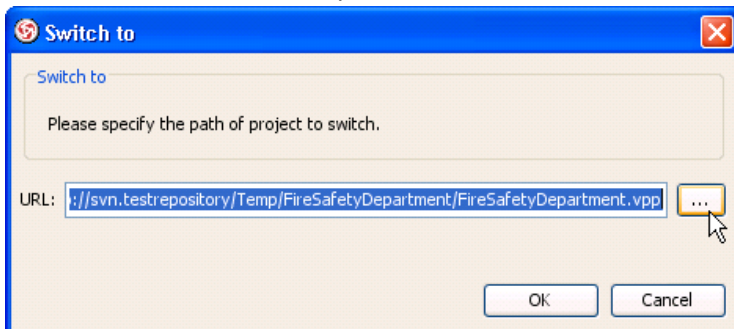 Switch to
Switch to
Please specify the path of project to switch.
URL: ://svn.testrepository/Temp/FireSafetyDepartment/FireSafetyDepartment.vpp ...
OK Cancel